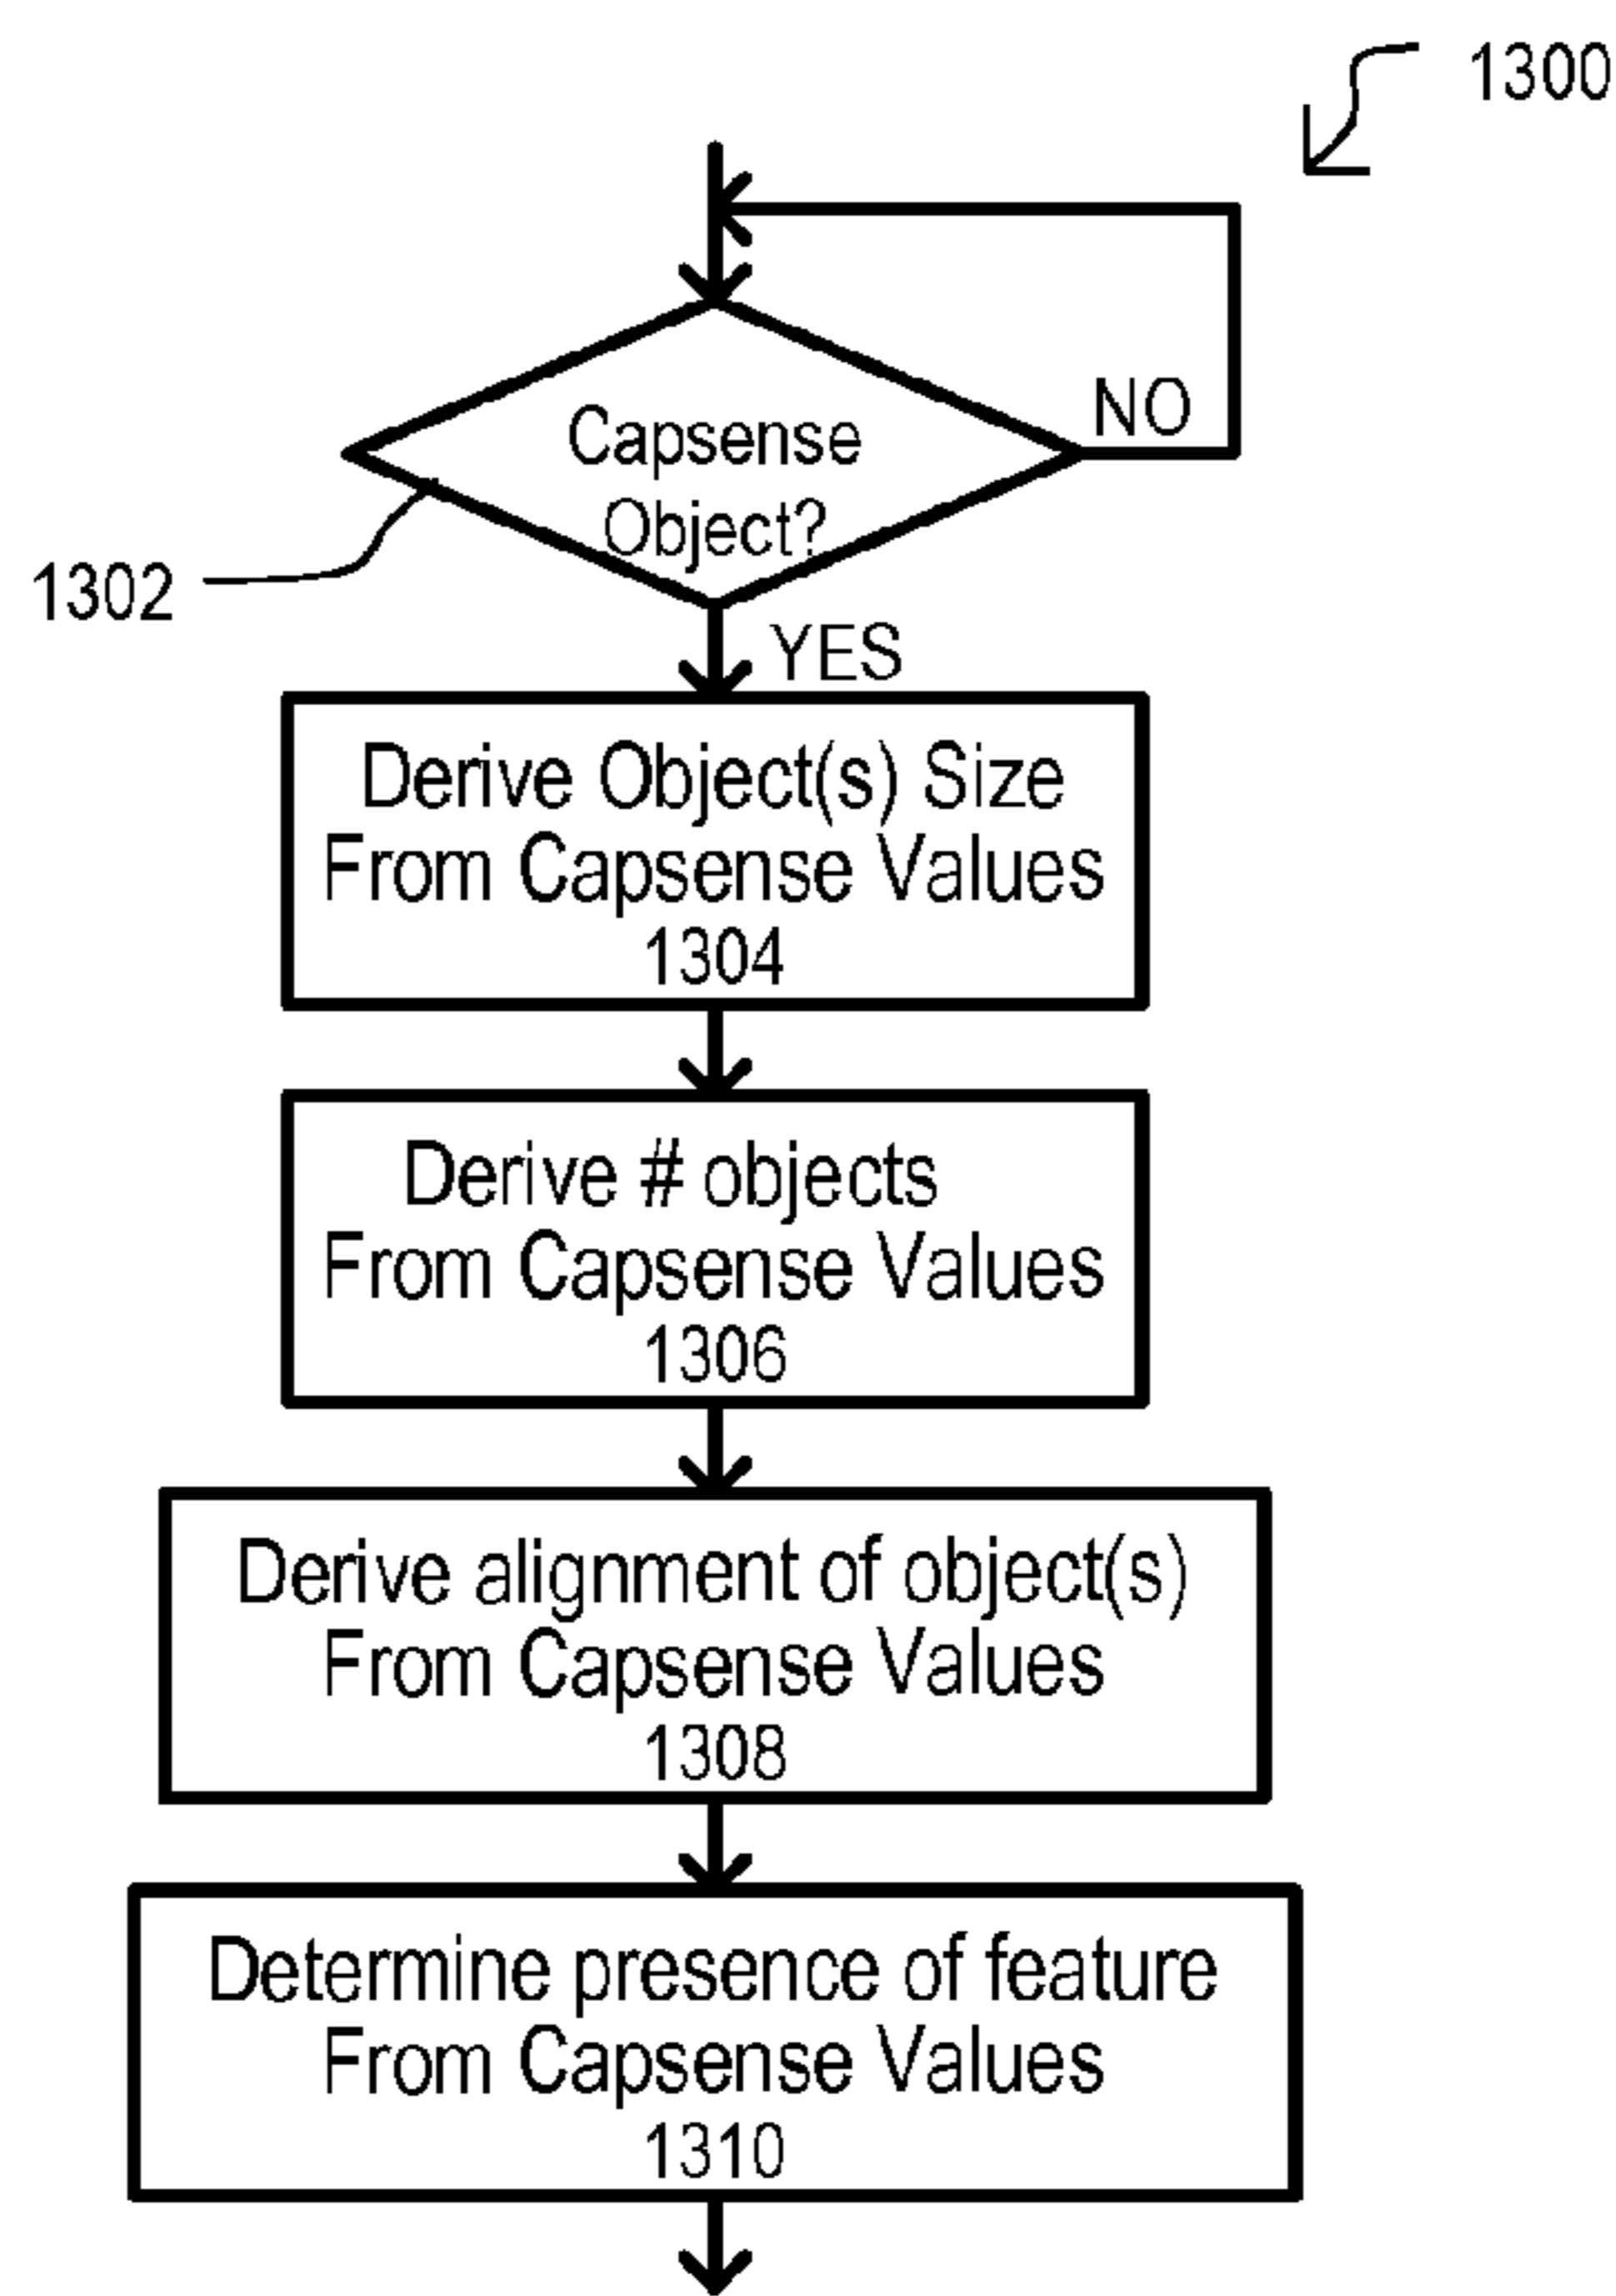 1300
Capsense
Object?
NO
1302
YES
Derive Object(s) Size
From Capsense Values
1304
Derive # objects
From Capsense Values
1306
Derive alignment of object(s)
From Capsense Values
1308
Determine presence of feature
From Capsense Values
1310